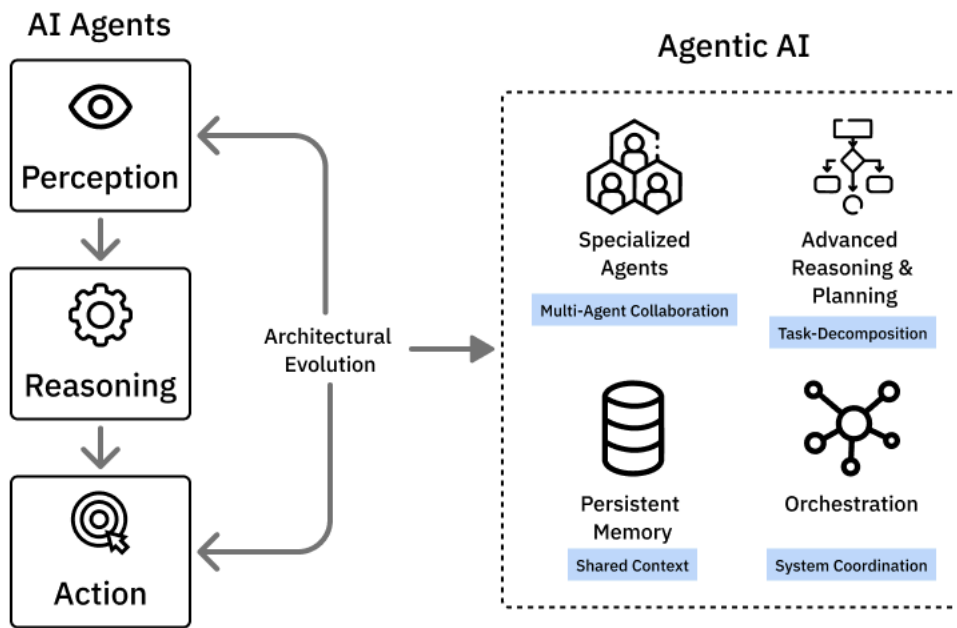 AI Agents
Perception
Reasoning
Action
Architectural
Evolution
Agentic AI
Specialized
Agents
Multi-Agent Collaboration
Advanced
Reasoning &
Planning
Task-Decomposition
Persistent
Memory
Shared Context
Orchestration
System Coordination